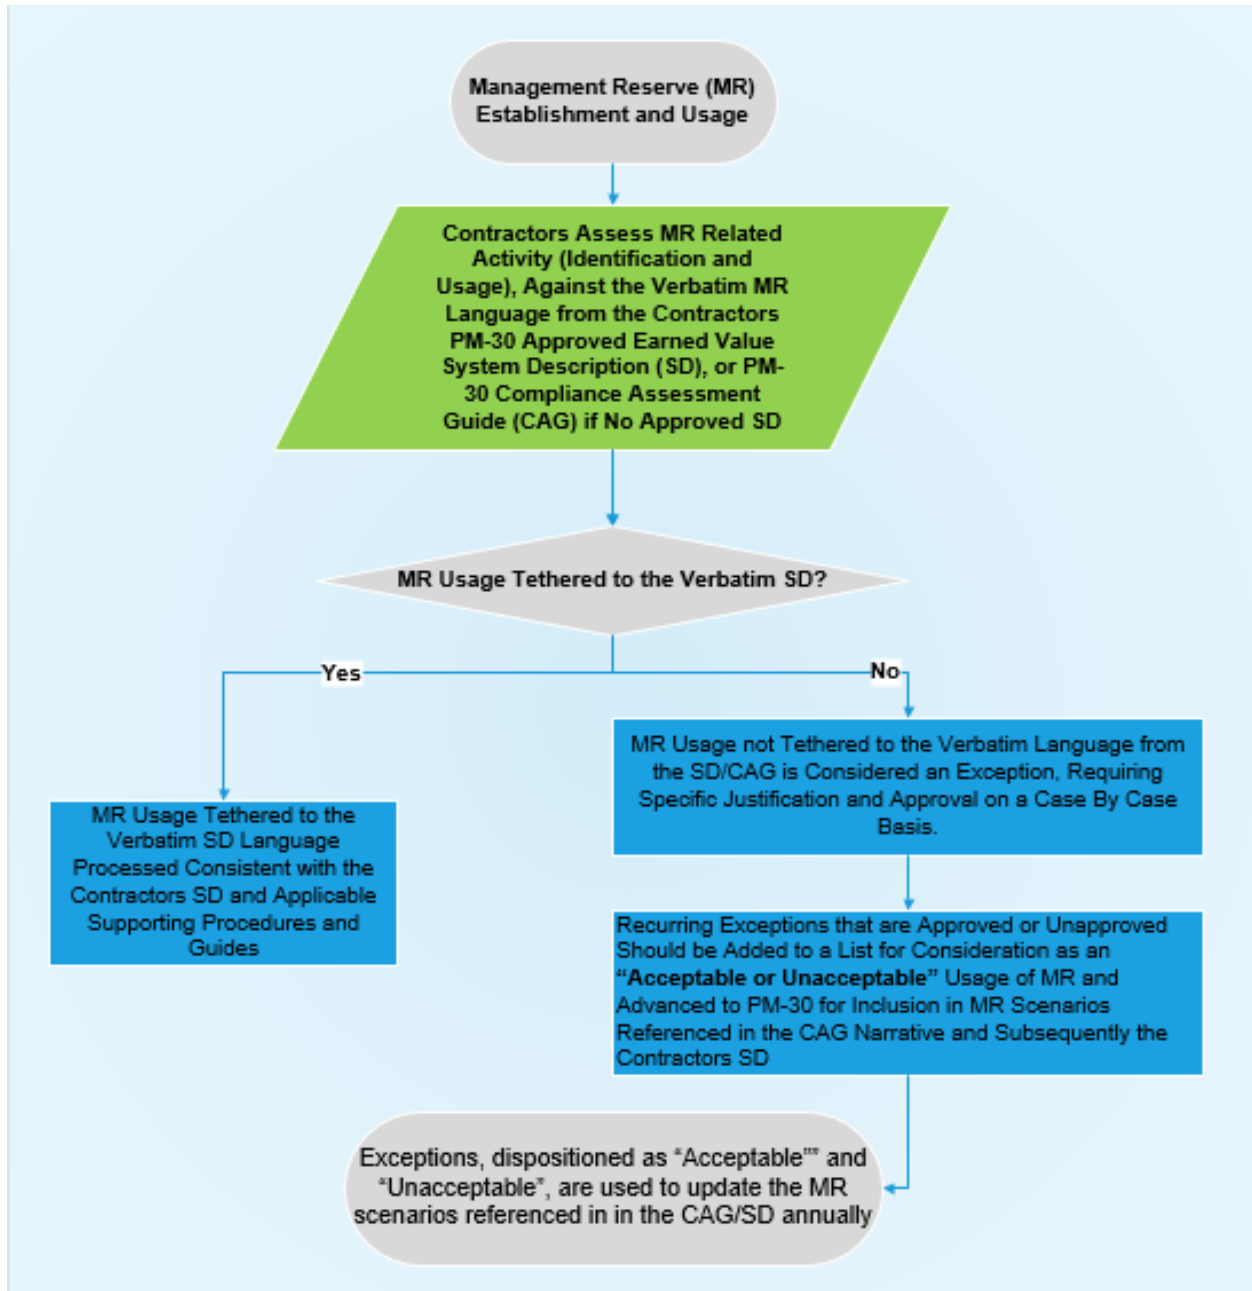 Management Reserve (MR)
Establishment and Usage
Contractors Assess MR Related
Activity (Identification and
Usage), Against the Verbatim MR
Language from the Contractors
PM-30 Approved Earned Value
System Description (SD), or PM-
30 Compliance Assessment
Guide (CAG) if No Approved SD
MR Usage Tethered to the Verbatim SD?
Yes
No
MR Usage Tethered to the
Verbatim SD Language
Processed Consistent with the
Contractors SD and Applicable
Supporting Procedures and
Guides
MR Usage not Tethered to the Verbatim Language from
the SD/CAG is Considered an Exception, Requiring
Specific Justification and Approval on a Case By Case
Basis.
Recurring Exceptions that are Approved or Unapproved
Should be Added to a List for Consideration as an
“Acceptable or Unacceptable” Usage of MR and
Advanced to PM-30 for Inclusion in MR Scenarios
Referenced in the CAG Narrative and Subsequently the
Contractors SD
Exceptions, dispositioned as “Acceptable”” and
“Unacceptable”, are used to update the MR
scenarios referenced in in the CAG/SD annually